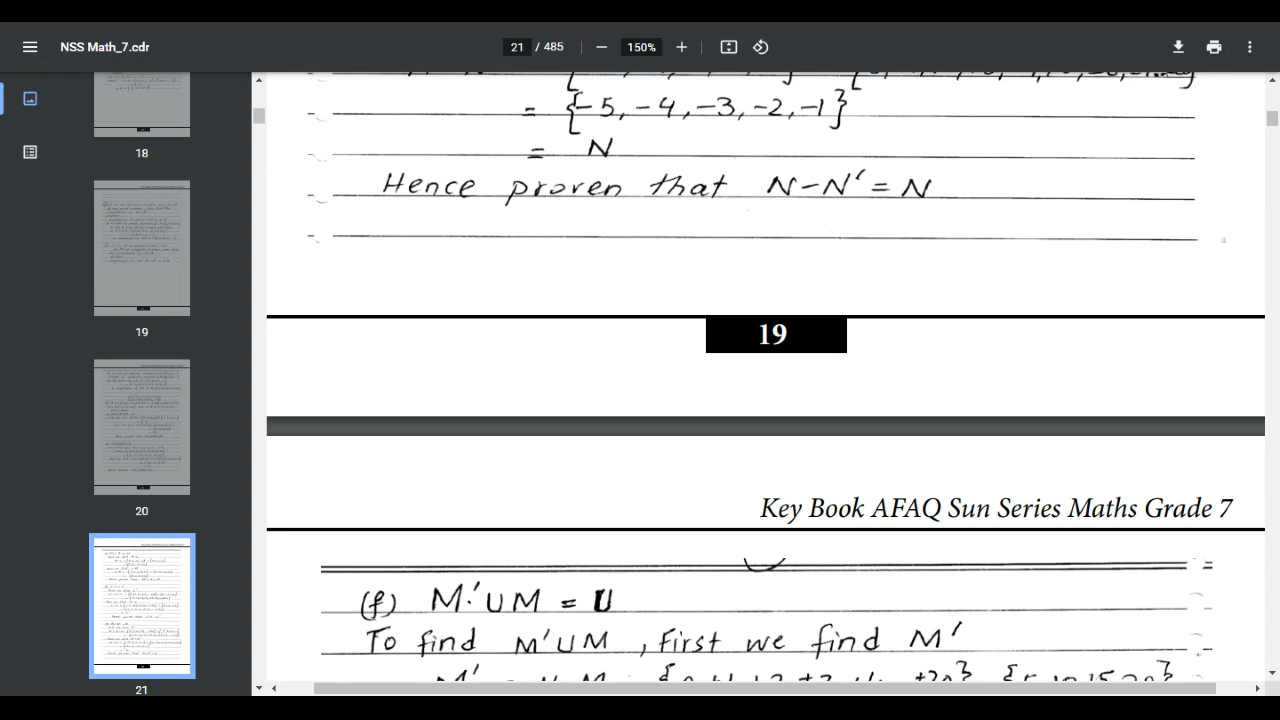 NSS Math_7.cdr
21 / 485
150%
18
19
20
21
= {-5, -4, -3, -2, -1}
= N
Hence proven that N-N' = N
19
Key Book AFAQ Sun Series Maths Grade 7
(f) M' U M = U
To find M U M , first we find M'